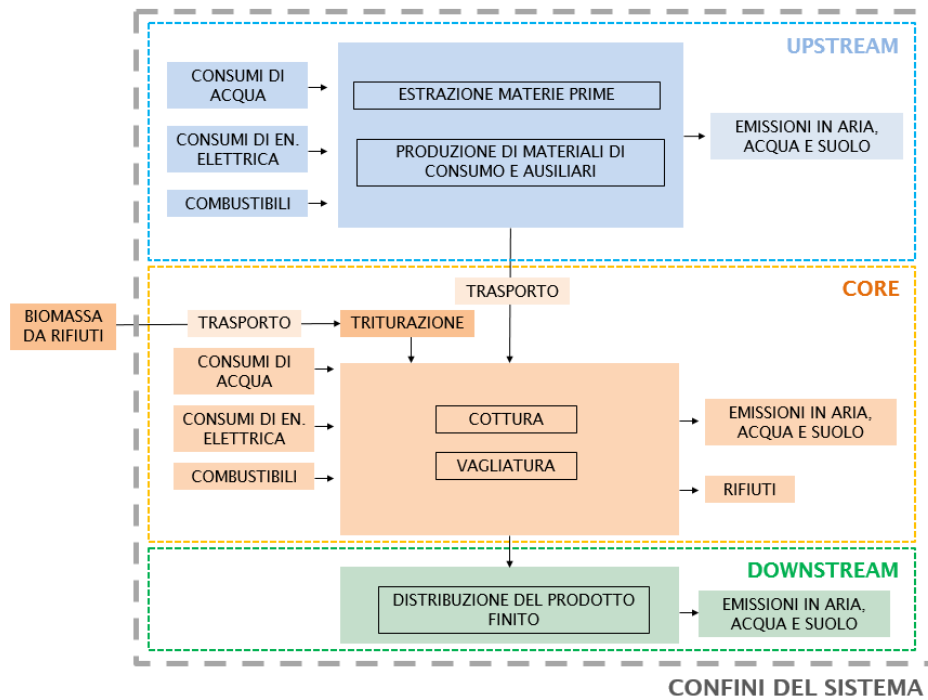 UPSTREAM
CONSUMI DI
ACQUA
ESTRAZIONE MATERIE PRIME
CONSUMI DI EN.
ELETTRICA
PRODUZIONE DI MATERIALI DI
CONSUMO E AUSILIARI
EMISSIONI IN ARIA,
ACQUA E SUOLO
COMBUSTIBILI
CORE
TRASPORTO
BIOMASSA
DA RIFIUTI
TRASPORTO
TRITURAZIONE
CONSUMI DI
ACQUA
CONSUMI DI EN.
ELETTRICA
COTTURA
EMISSIONI IN ARIA,
ACQUA E SUOLO
COMBUSTIBILI
VAGLIATURA
RIFIUTI
DOWNSTREAM
DISTRIBUZIONE DEL PRODOTTO
FINITO
EMISSIONI IN ARIA,
ACQUA E SUOLO
CONFINI DEL SISTEMA